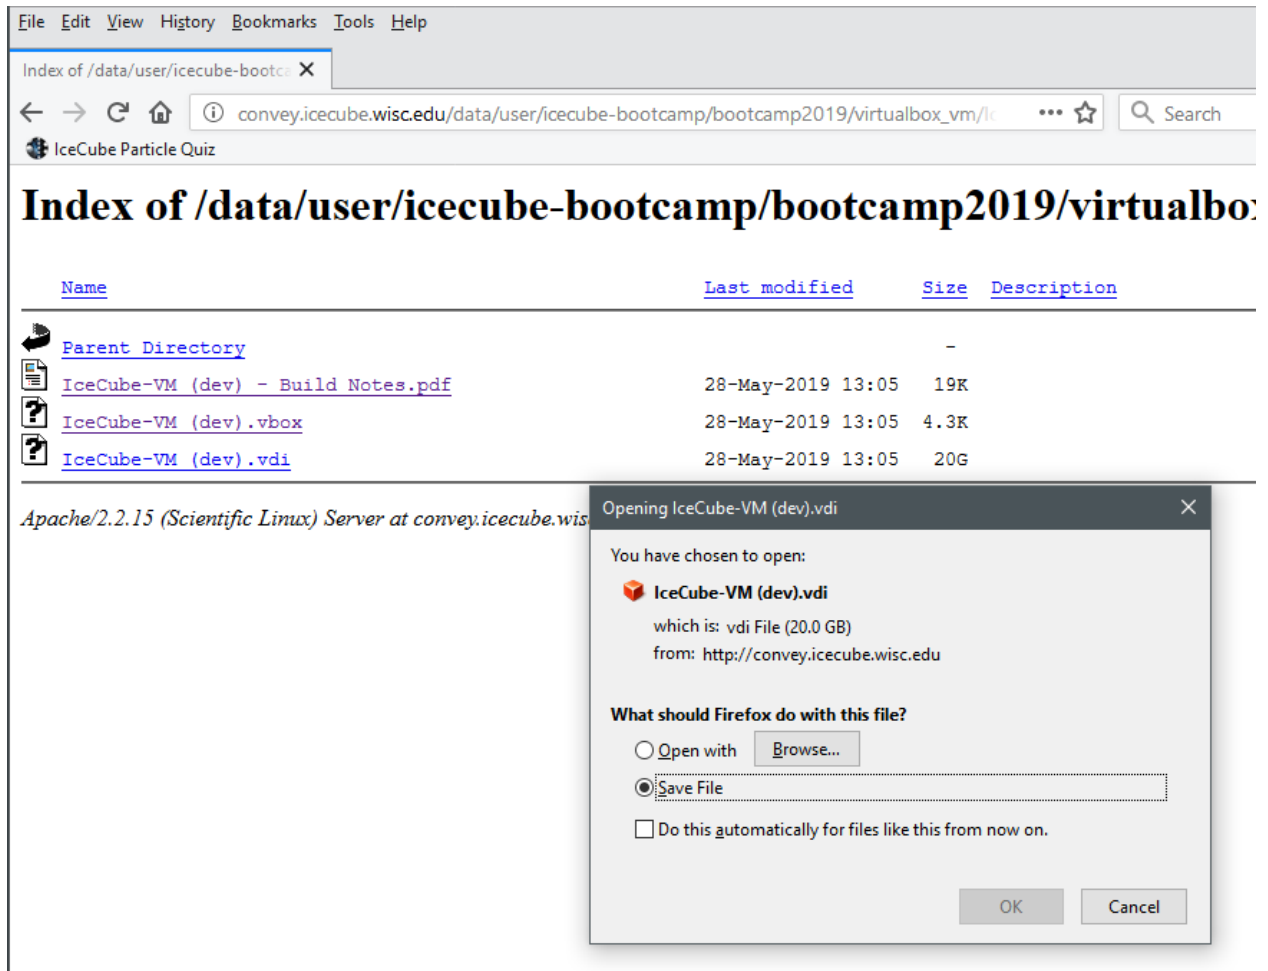 File Edit View History Bookmarks Tools Help
Index of /data/user/icecube-bootca
convey.icecube.wisc.edu/data/user/icecube-bootcamp/bootcamp2019/virtualbox_vm/Ic
Search
IceCube Particle Quiz
Index of /data/user/icecube-bootcamp/bootcamp2019/virtualbox
Name Last modified Size Description
Parent Directory -
IceCube-VM (dev) - Build Notes.pdf 28-May-2019 13:05 19K
IceCube-VM (dev).vbox 28-May-2019 13:05 4.3K
IceCube-VM (dev).vdi 28-May-2019 13:05 20G
Apache/2.2.15 (Scientific Linux) Server at convey.icecube.wis
Opening IceCube-VM (dev).vdi
You have chosen to open:
IceCube-VM (dev).vdi
which is: vdi File (20.0 GB)
from: http://convey.icecube.wisc.edu
What should Firefox do with this file?
Open with Browse...
Save File
Do this automatically for files like this from now on.
OK Cancel